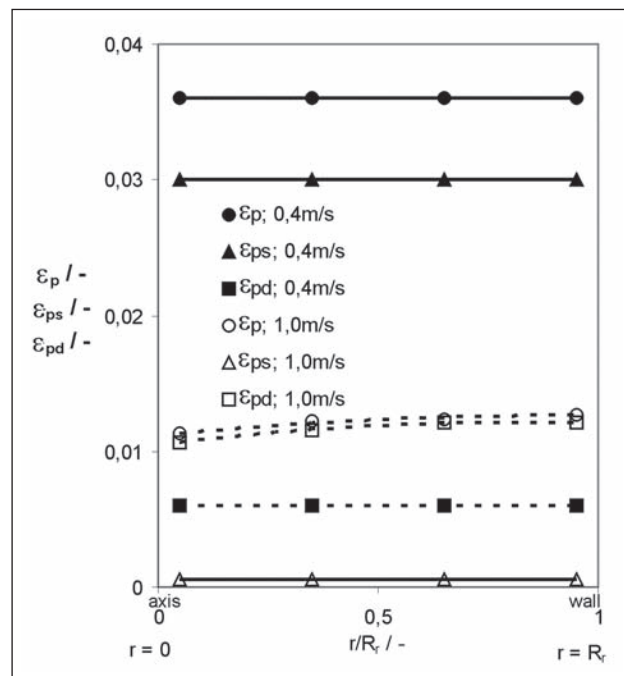 0,04
0,03
εp; 0,4m/s
εps; 0,4m/s
εpd; 0,4m/s
εp; 1,0m/s
εps; 1,0m/s
εpd; 1,0m/s
εp / -
εps / -
εpd / -
0,02
0,01
0
axis
wall
0
0,5
1
r/Rr / -
r = 0
r = Rr